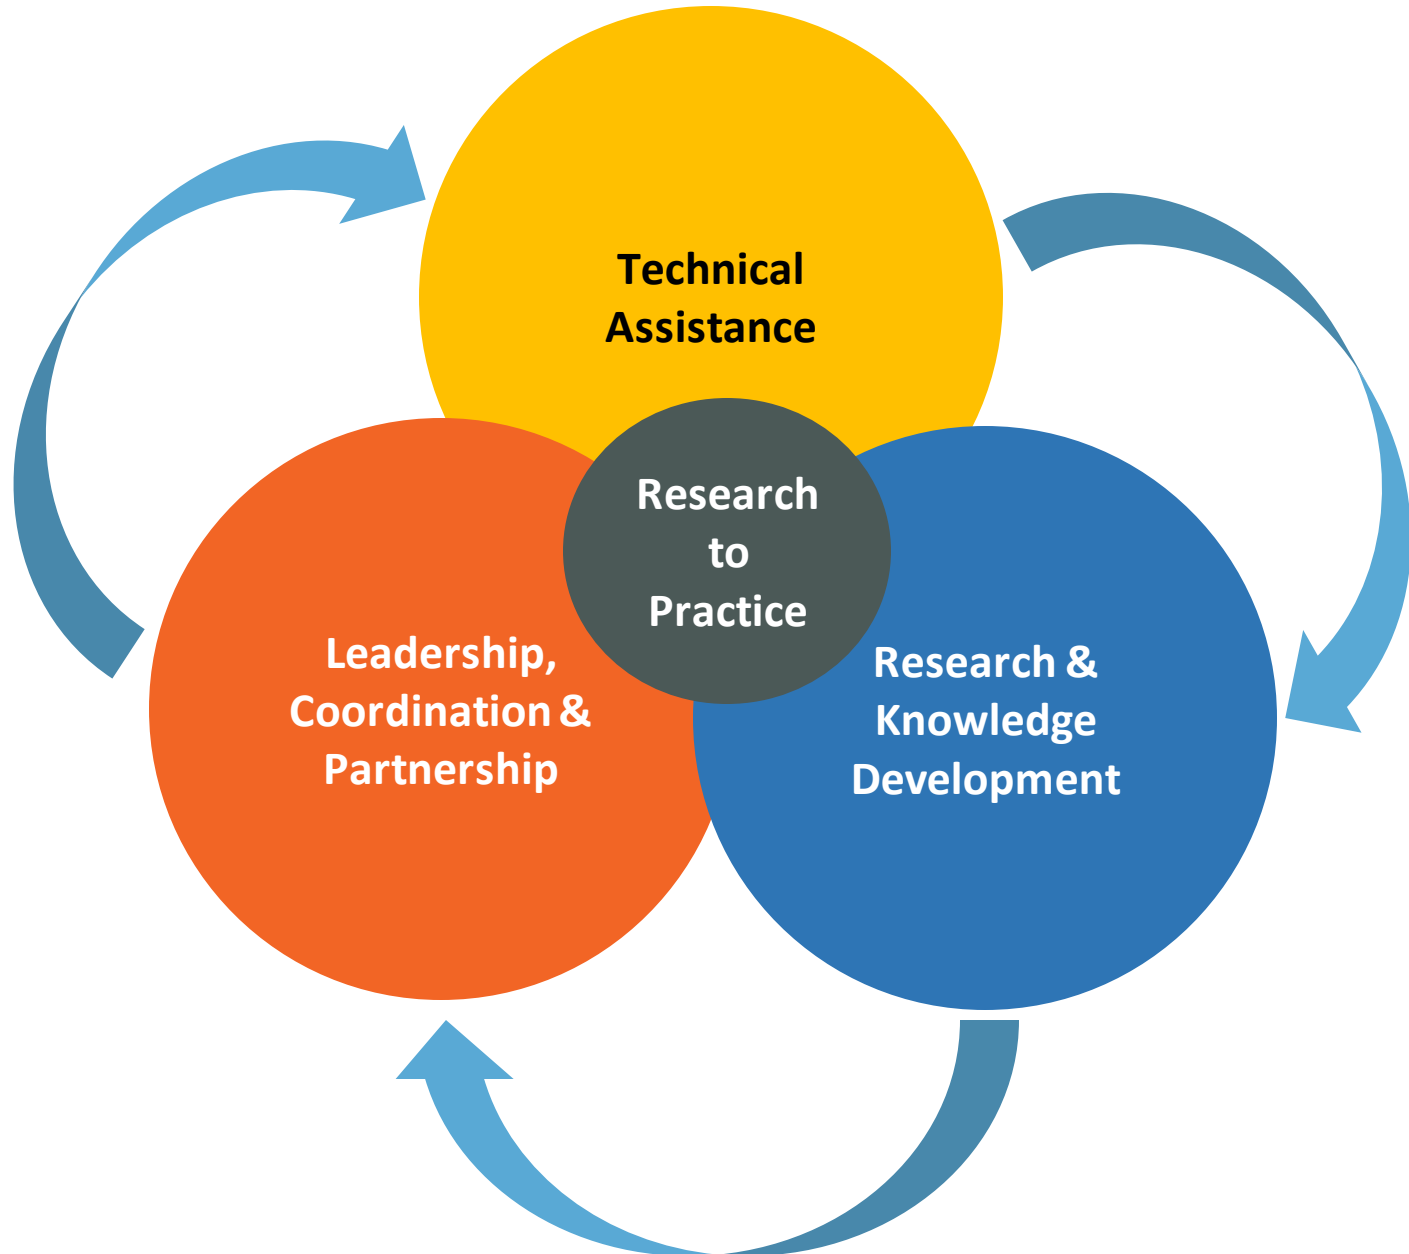 Technical
Assistance
Research
to
Practice
Leadership,
Coordination &
Partnership
Research &
Knowledge
Development